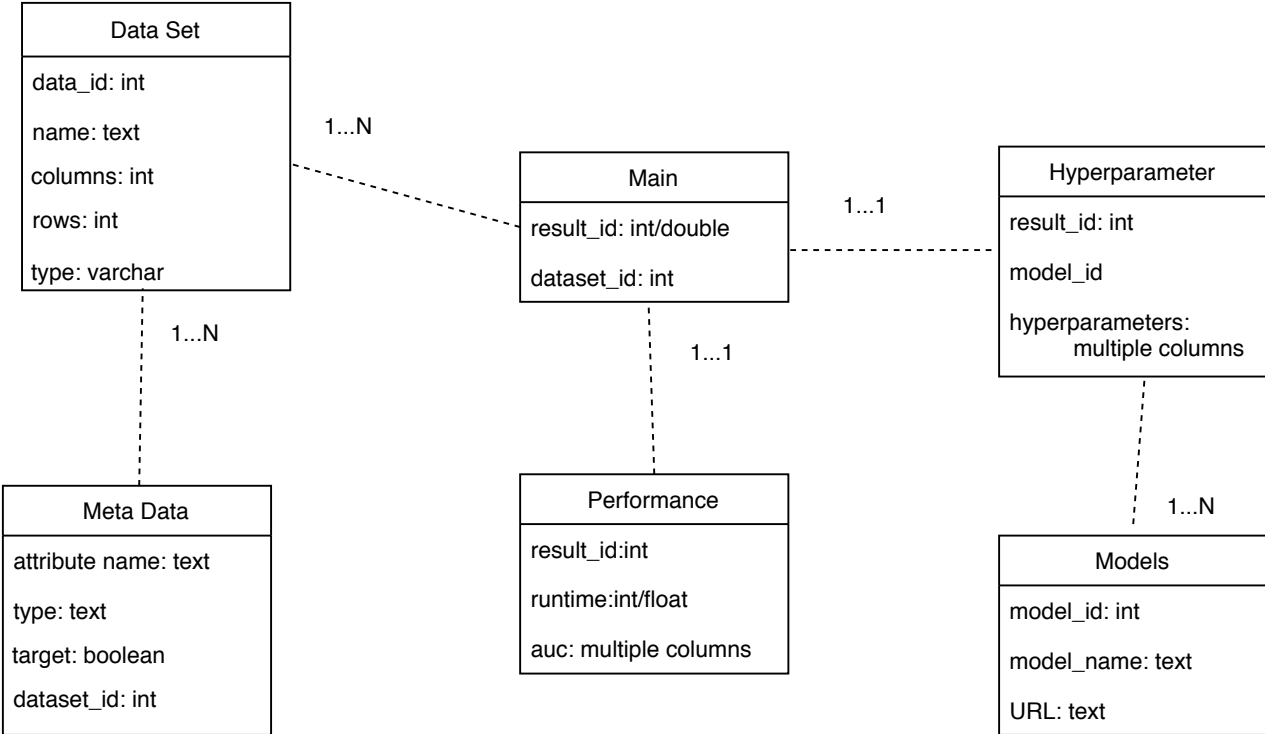 Data Set
data_id: int
name: text
columns: int
rows: int
type: varchar
1...N
Main
result_id: int/double
dataset_id: int
1...1
Hyperparameter
result_id: int
model_id
hyperparameters:
multiple columns
1...N
1...1
Meta Data
attribute name: text
type: text
target: boolean
dataset_id: int
Performance
result_id:int
runtime:int/float
auc: multiple columns
1...N
Models
model_id: int
model_name: text
URL: text